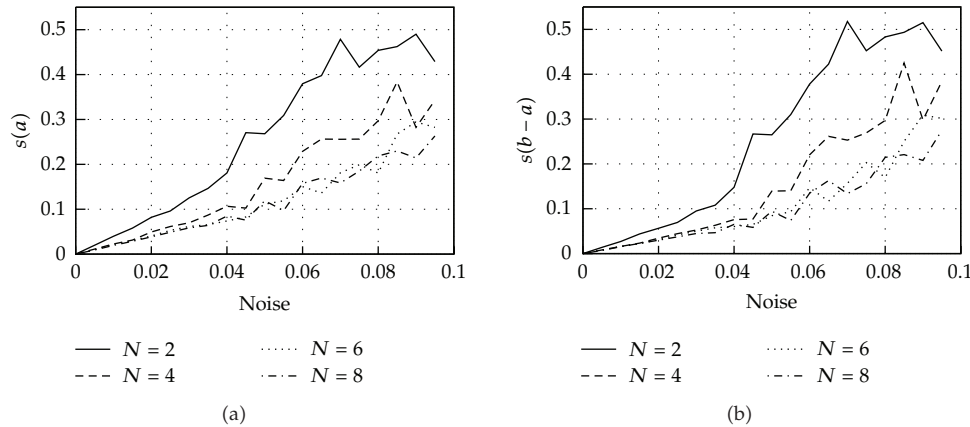 0.5
0.4
0.3
0.2
0.1
0
s(a)
0 0.02 0.04 0.06 0.08 0.1
Noise
N = 2
N = 4
N = 6
N = 8
(a)
0.5
0.4
0.3
0.2
0.1
0
s(b − a)
0 0.02 0.04 0.06 0.08 0.1
Noise
N = 2
N = 4
N = 6
N = 8
(b)